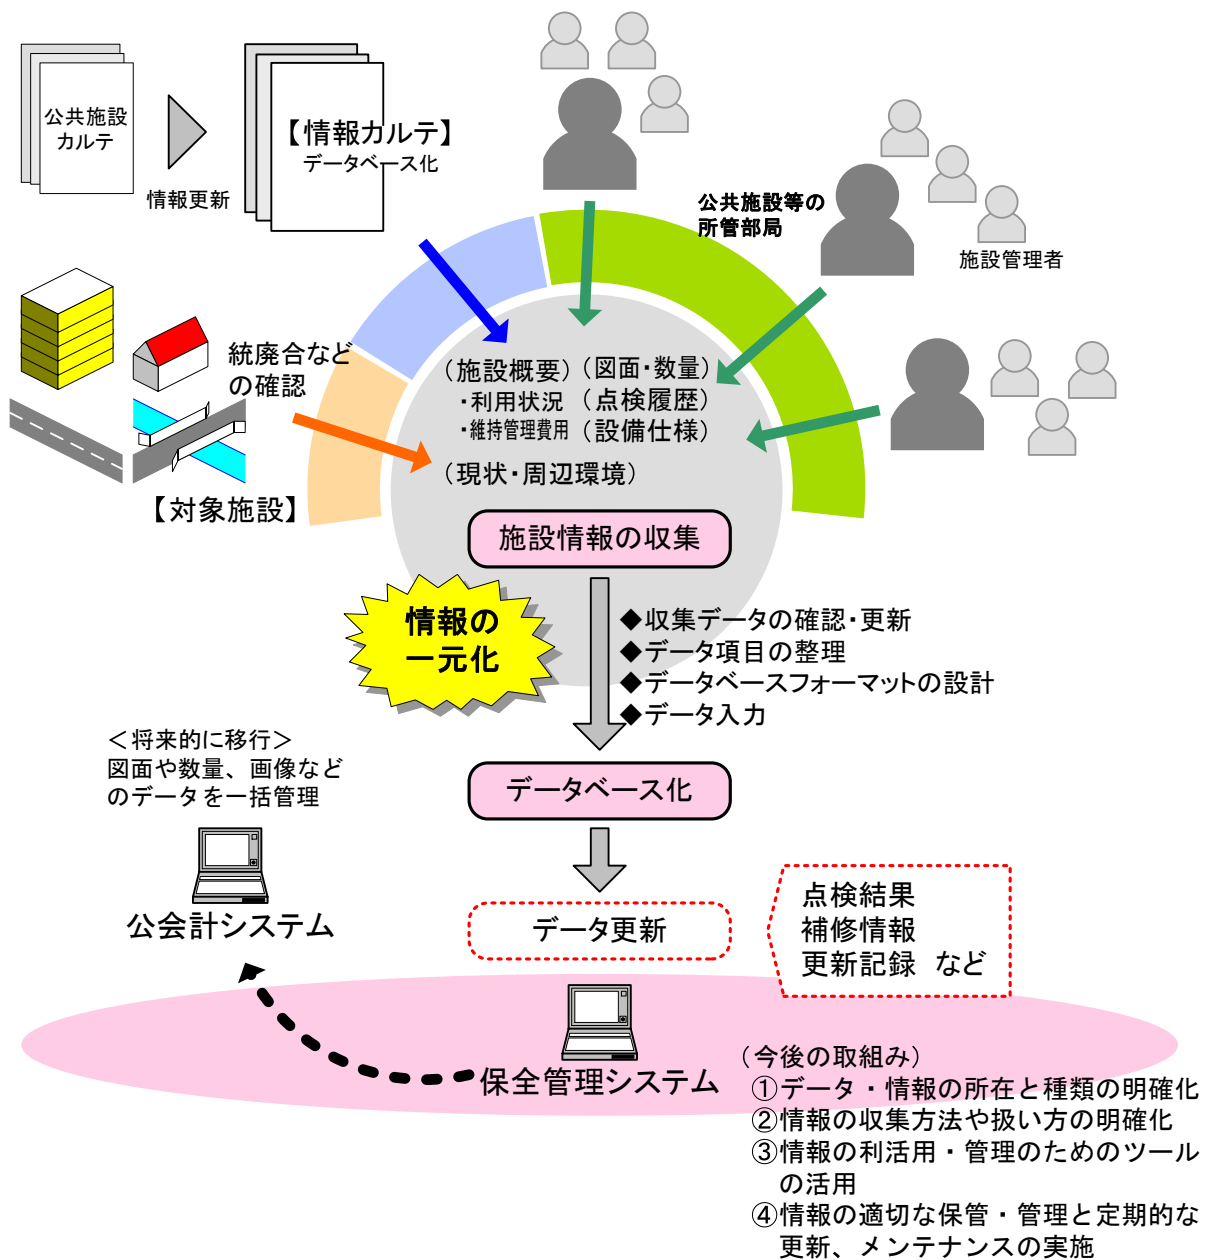 公共施設
カルテ
情報更新
【情報カルテ】
データベース化
公共施設等の
所管部局
施設管理者
統廃合など
の確認
【対象施設】
（施設概要）
・利用状況
・維持管理費用
（図面・数量）
（点検履歴）
（設備仕様）
（現状・周辺環境）
施設情報の収集
情報の
一元化
◆収集データの確認・更新
◆データ項目の整理
◆データベースフォーマットの設計
◆データ入力
＜将来的に移行＞
図面や数量、画像など
のデータを一括管理
データベース化
公会計システム
データ更新
点検結果
補修情報
更新記録 など
保全管理システム
（今後の取組み）
①データ・情報の所在と種類の明確化
②情報の収集方法や扱い方の明確化
③情報の利活用・管理のためのツール
の活用
④情報の適切な保管・管理と定期的な
更新、メンテナンスの実施